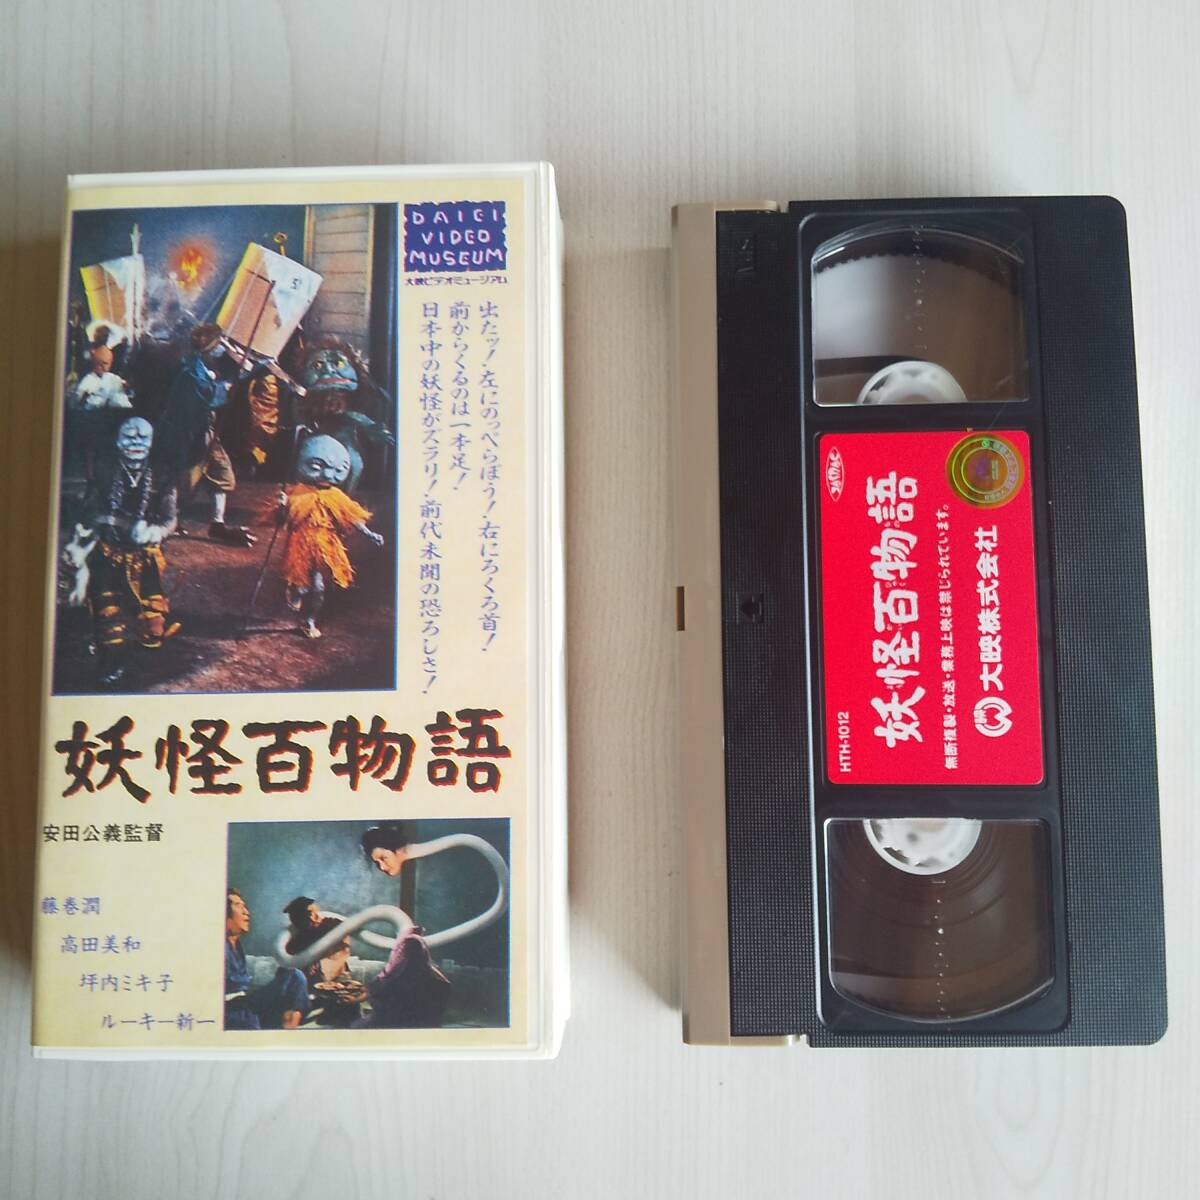 DAIEI
VIDEO
MUSEUM
大映ビデオミュージアム
出たッ!左にのっぺらぼう!右にろくろ首!
前からくるのは一本足!
日本中の妖怪がズラリ!前代未聞の恐ろしさ!
妖怪百物語
安田公義監督
藤巻潤
高田美和
坪内ミキ子
ルーキー新一
VHS
妖怪百物語
無断複製・放送・業務上映は禁じられています。
大映株式会社
HTH-1012